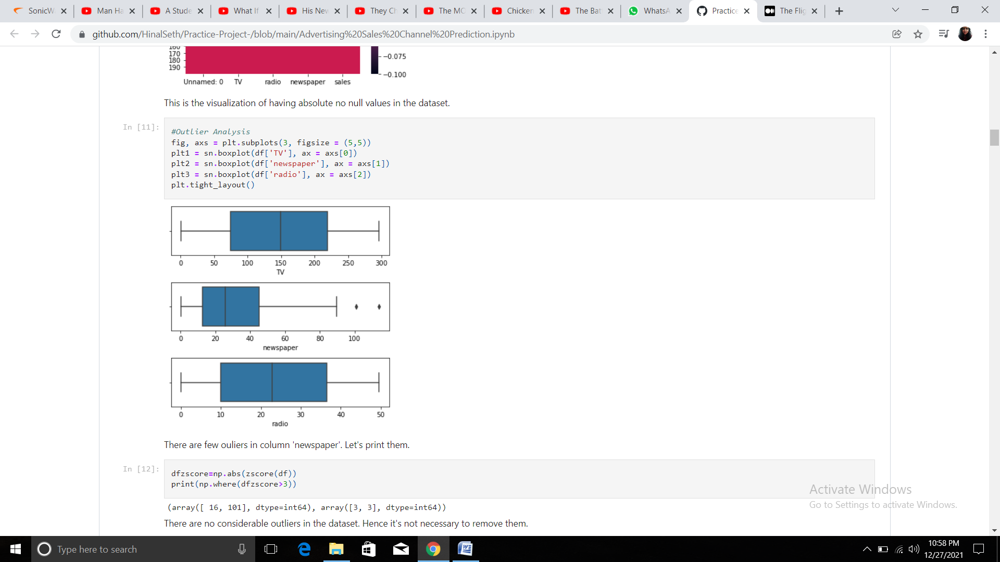 SonicW
Man Ha
A Stude
What If
His New
They Ch
The MC
Chicken
The Bat
WhatsA
Practice
The Flig
github.com/HinalSeth/Practice-Project-/blob/main/Advertising%20Sales%20Channel%20Prediction.ipynb
160
170
180
190
−0.075
−0.100
Unnamed: 0 TV radio newspaper sales
This is the visualization of having absolute no null values in the dataset.
In [11]:
#Outlier Analysis
fig, axs = plt.subplots(3, figsize = (5,5))
plt1 = sn.boxplot(df['TV'], ax = axs[0])
plt2 = sn.boxplot(df['newspaper'], ax = axs[1])
plt3 = sn.boxplot(df['radio'], ax = axs[2])
plt.tight_layout()
0 50 100 150 200 250 300
TV
0 20 40 60 80 100
newspaper
0 10 20 30 40 50
radio
There are few ouliers in column 'newspaper'. Let's print them.
In [12]:
dfzscore=np.abs(zscore(df))
print(np.where(dfzscore>3))
(array([ 16, 101], dtype=int64), array([3, 3], dtype=int64))
There are no considerable outliers in the dataset. Hence it's not necessary to remove them.
Activate Windows
Go to Settings to activate Windows.
Type here to search
10:58 PM
12/27/2021